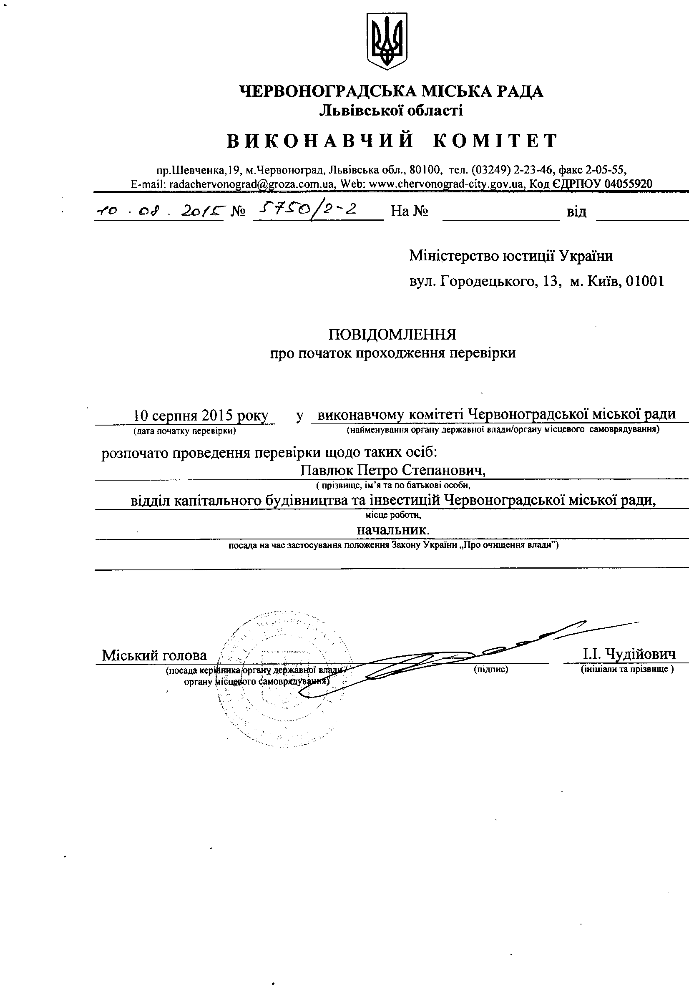 ЧЕРВОНОГРАДСЬКА МІСЬКА РАДА
Львівської області
ВИКОНАВЧИЙ КОМІТЕТ
пр.Шевченка,19, м.Червоноград, Львівська обл., 80100, тел. (03249) 2-23-46, факс 2-05-55,
E-mail: radachervonograd@groza.com.ua, Web: www.chervonograd-city.gov.ua, Код ЄДРПОУ 04055920
10 . 08 . 2015 № 5750/2-2 На № від
Міністерство юстиції України
вул. Городецького, 13, м. Київ, 01001
ПОВІДОМЛЕННЯ
про початок проходження перевірки
10 серпня 2015 року у виконавчому комітеті Червоноградської міської ради
(дата початку перевірки) (найменування органу державної влади/органу місцевого самоврядування)
розпочато проведення перевірки щодо таких осіб:
Павлюк Петро Степанович,
( прізвище, ім’я та по батькові особи,
відділ капітального будівництва та інвестицій Червоноградської міської ради,
місце роботи,
начальник.
посада на час застосування положення Закону України „Про очищення влади”)
Міський голова І.І. Чудійович
(посада керівника органу державної влади / (підпис) (ініціали та прізвище )
органу місцевого самоврядування)